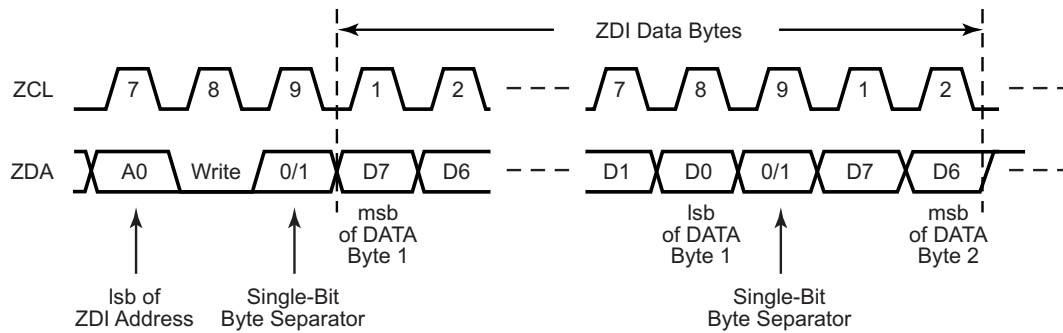 ZDI Data Bytes
ZCL 7 8 9 1 2 7 8 9 1 2
ZDA A0 Write 0/1 D7 D6 D1 D0 0/1 D7 D6
msb
of DATA
Byte 1
lsb
of DATA
Byte 1
msb
of DATA
Byte 2
lsb of
ZDI Address
Single-Bit
Byte Separator
Single-Bit
Byte Separator